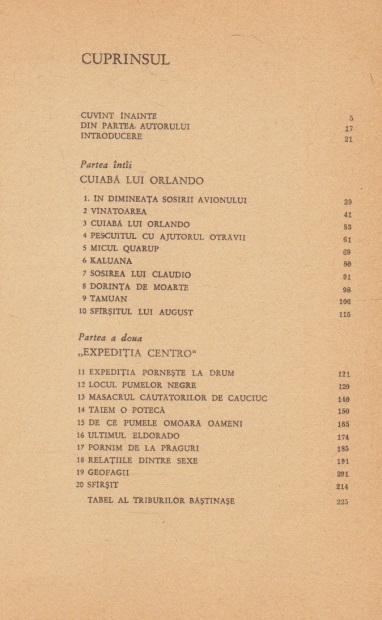 CUPRINSUL
CUVÎNT ÎNAINTE 5
DIN PARTEA AUTORULUI 17
INTRODUCERE 21
Partea întîi
CUIABÁ LUI ORLANDO
1. ÎN DIMINEAȚA SOSIRII AVIONULUI 29
2 VÎNĂTOAREA 41
3 CUIABÁ LUI ORLANDO 53
4 PESCUITUL CU AJUTORUL OTRĂVII 61
5 MICUL QUARUP 69
6 KALUANA 80
7 SOSIREA LUI CLAUDIO 91
8 DORINȚA DE MOARTE 98
9 TAMUAN 106
10 SFÎRȘITUL LUI AUGUST 115
Partea a doua
„EXPEDIȚIA CENTRO“
11 EXPEDIȚIA PORNEȘTE LA DRUM 121
12 LOCUL PUMELOR NEGRE 129
13 MASACRUL CĂUTĂTORILOR DE CAUCIUC 140
14 TĂIEM O POTECĂ 150
15 DE CE PUMELE OMOARĂ OAMENI 165
16 ULTIMUL ELDORADO 174
17 PORNIM DE LA PRAGURI 185
18 RELAȚIILE DINTRE SEXE 191
19 GEOFAGII 201
20 SFÎRȘIT 214
TABEL AL TRIBURILOR BĂȘTINAȘE 225